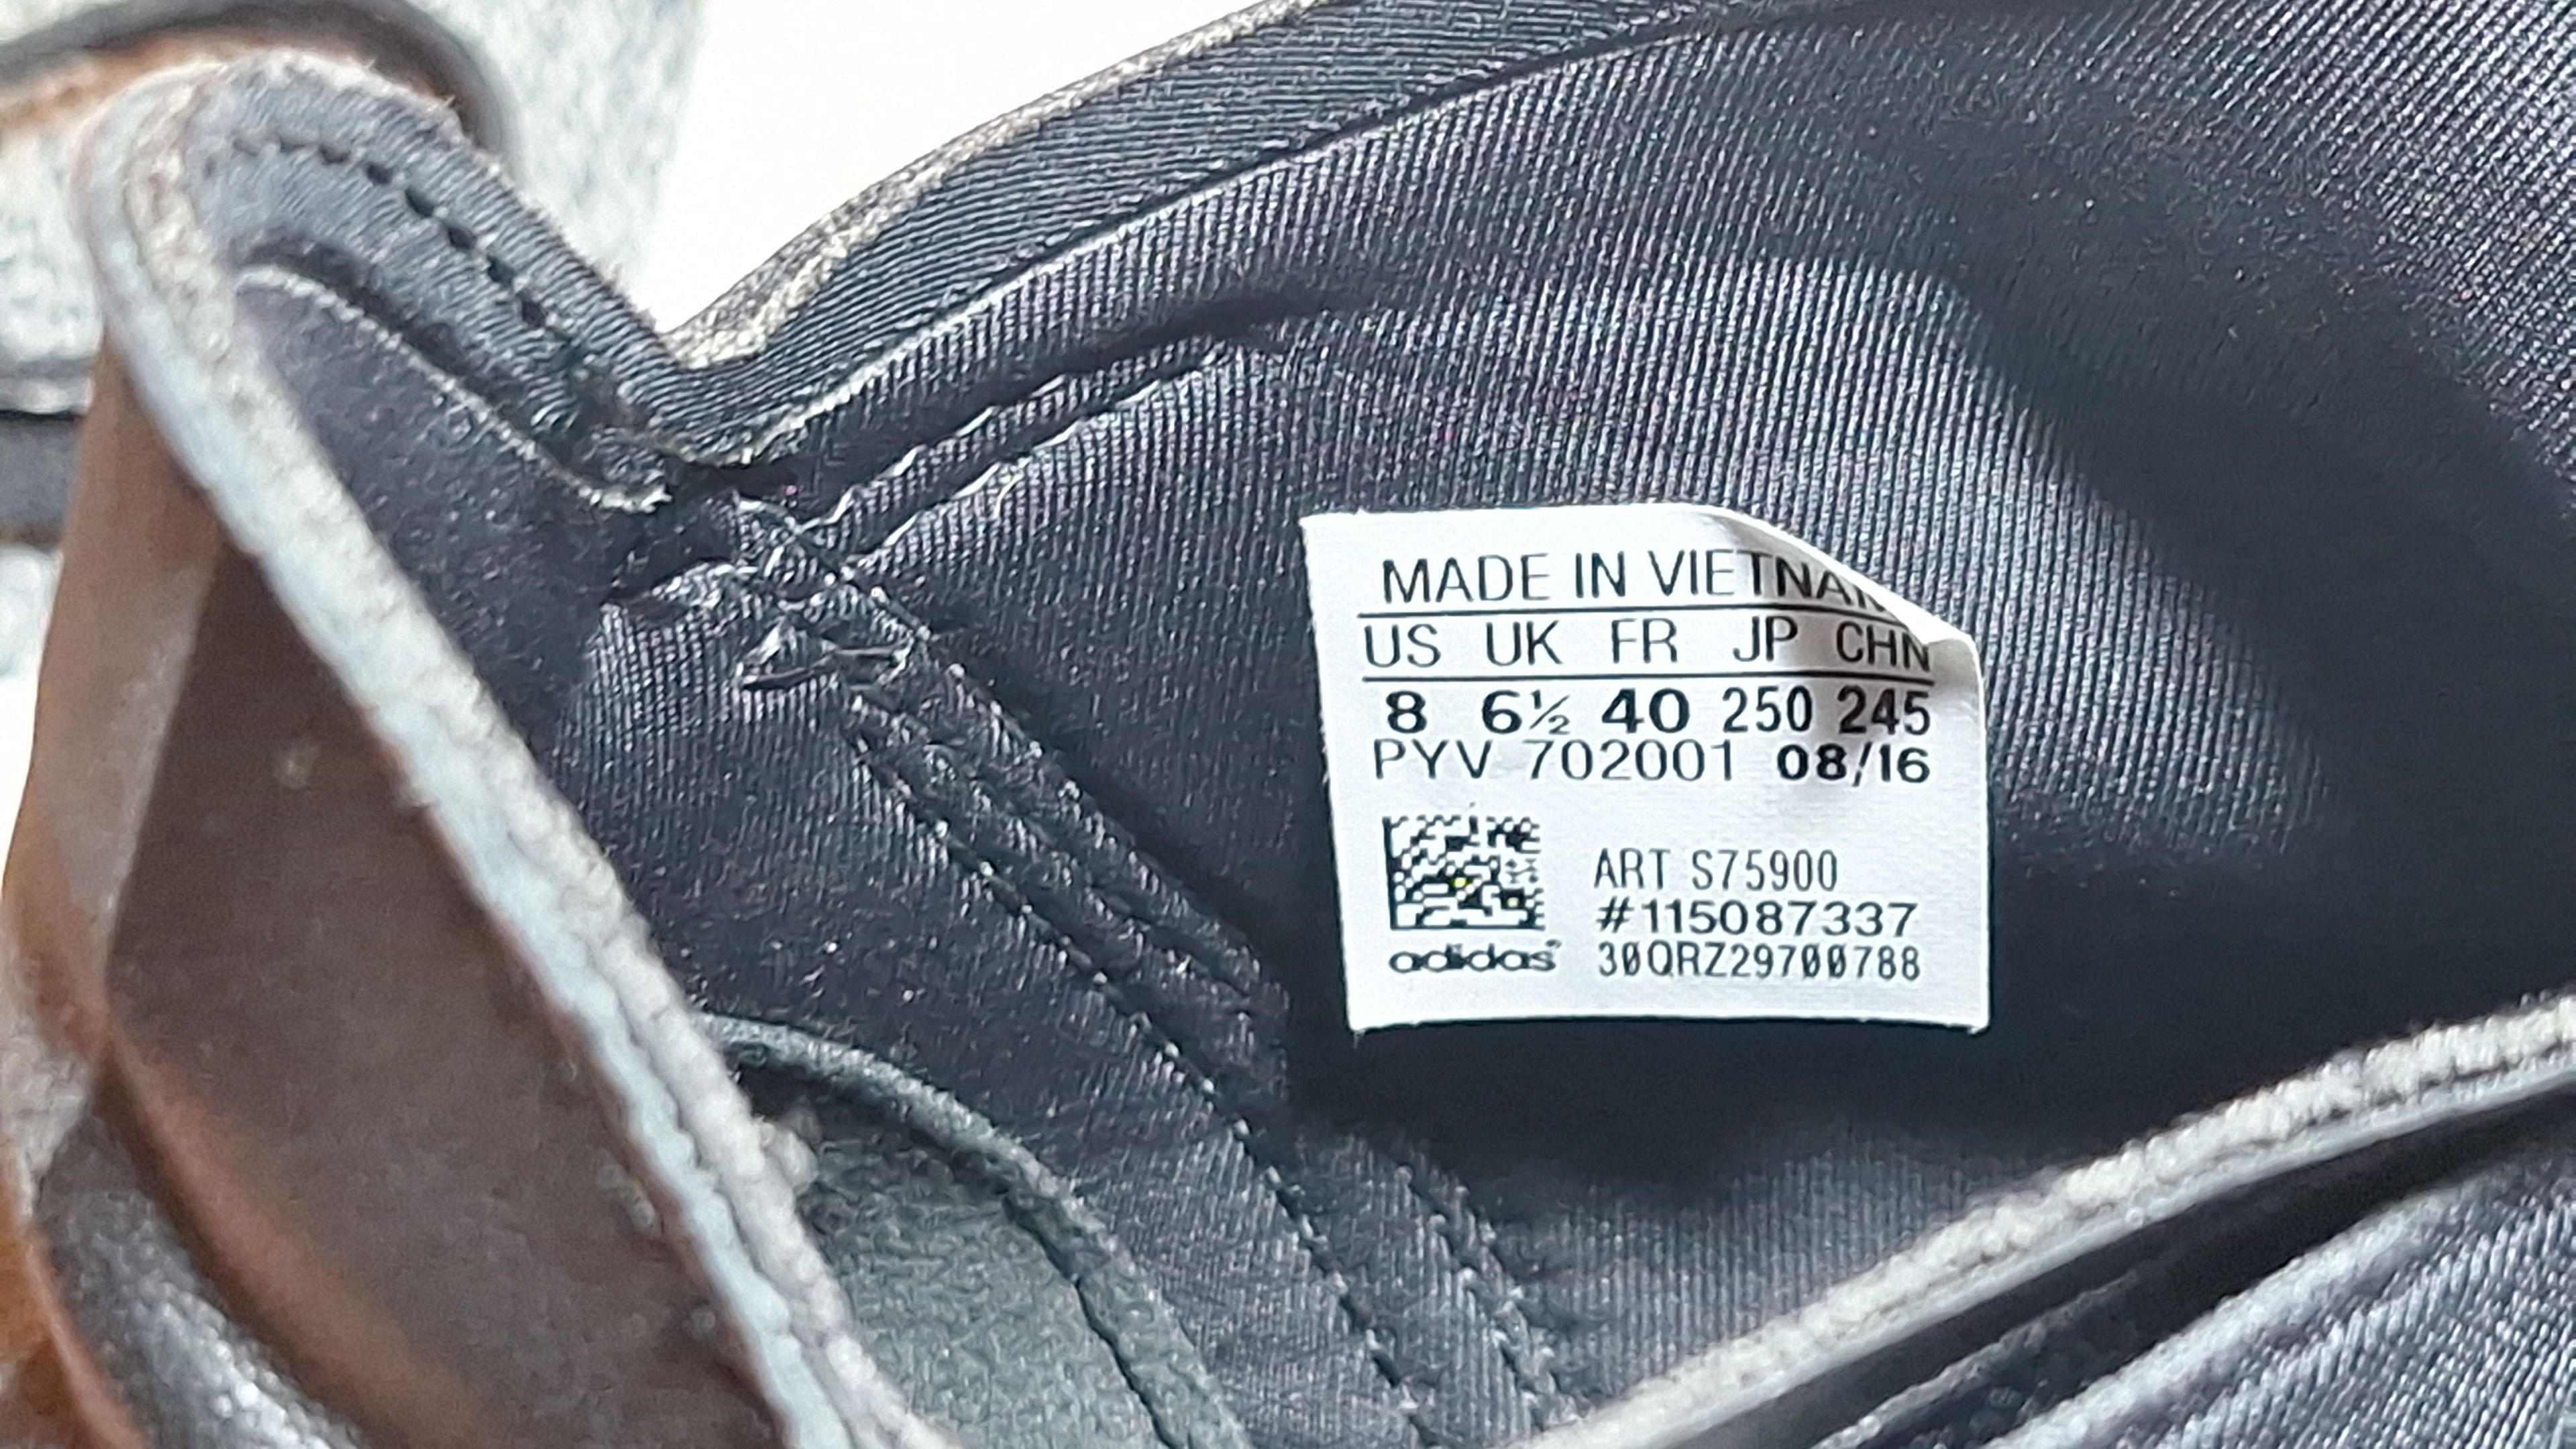 MADE IN VIETNAM
US UK FR JP CHN
8 6½ 40 250 245
PYV 702001 08/16
ART S75900
#115087337
adidas 30QRZ29700788